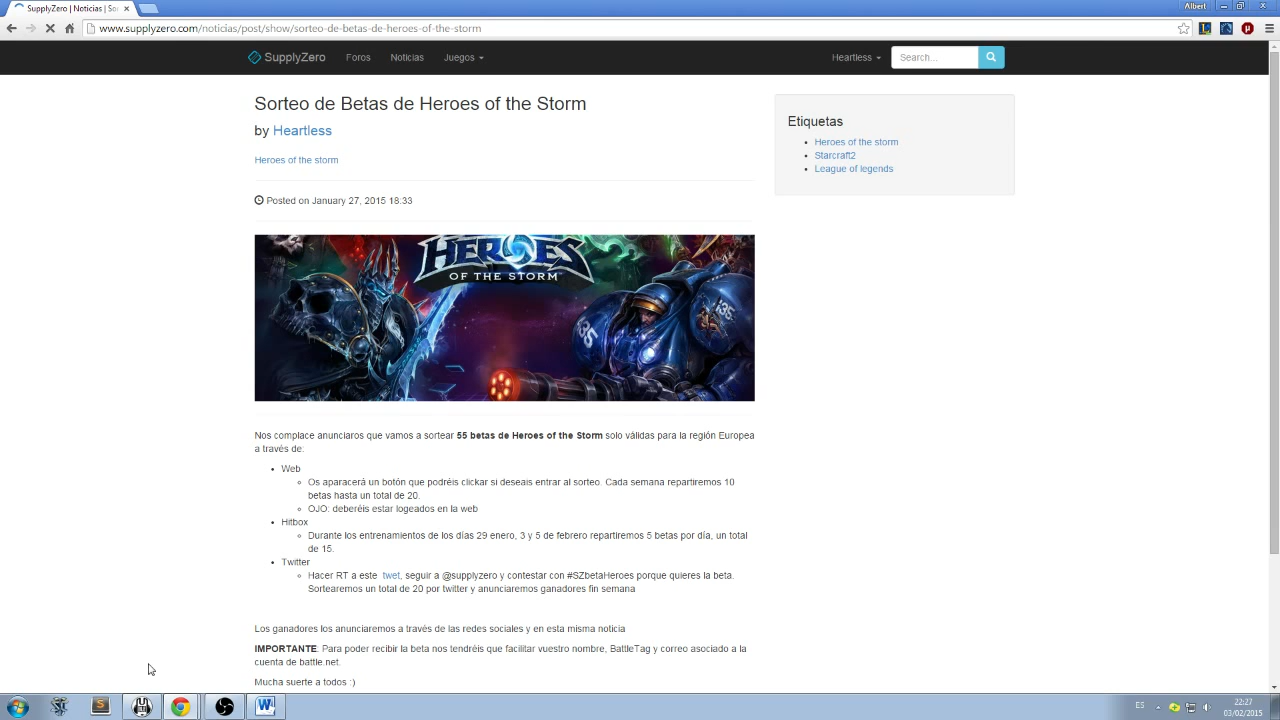 SupplyZero | Noticias | So
Albert
www.supplyzero.com/noticias/post/show/sorteo-de-betas-de-heroes-of-the-storm
SupplyZero Foros Noticias Juegos Heartless Search...
Sorteo de Betas de Heroes of the Storm
by Heartless
Heroes of the storm
Posted on January 27, 2015 18:33
Etiquetas
Heroes of the storm
Starcraft2
League of legends
HEROES
OF THE STORM
35
35
Nos complace anunciaros que vamos a sortear 55 betas de Heroes of the Storm solo válidas para la región Europea
a través de:
Web
Os aparacerá un botón que podréis clickar si deseais entrar al sorteo. Cada semana repartiremos 10
betas hasta un total de 20.
OJO: deberéis estar logeados en la web
Hitbox
Durante los entrenamientos de los días 29 enero, 3 y 5 de febrero repartiremos 5 betas por día, un total
de 15.
Twitter
Hacer RT a este twet, seguir a @supplyzero y contestar con #SZbetaHeroes porque quieres la beta.
Sortearemos un total de 20 por twitter y anunciaremos ganadores fin semana
Los ganadores los anunciaremos a través de las redes sociales y en esta misma noticia
IMPORTANTE: Para poder recibir la beta nos tendréis que facilitar vuestro nombre, BattleTag y correo asociado a la
cuenta de battle.net.
Mucha suerte a todos :)
ES
22:27
03/02/2015